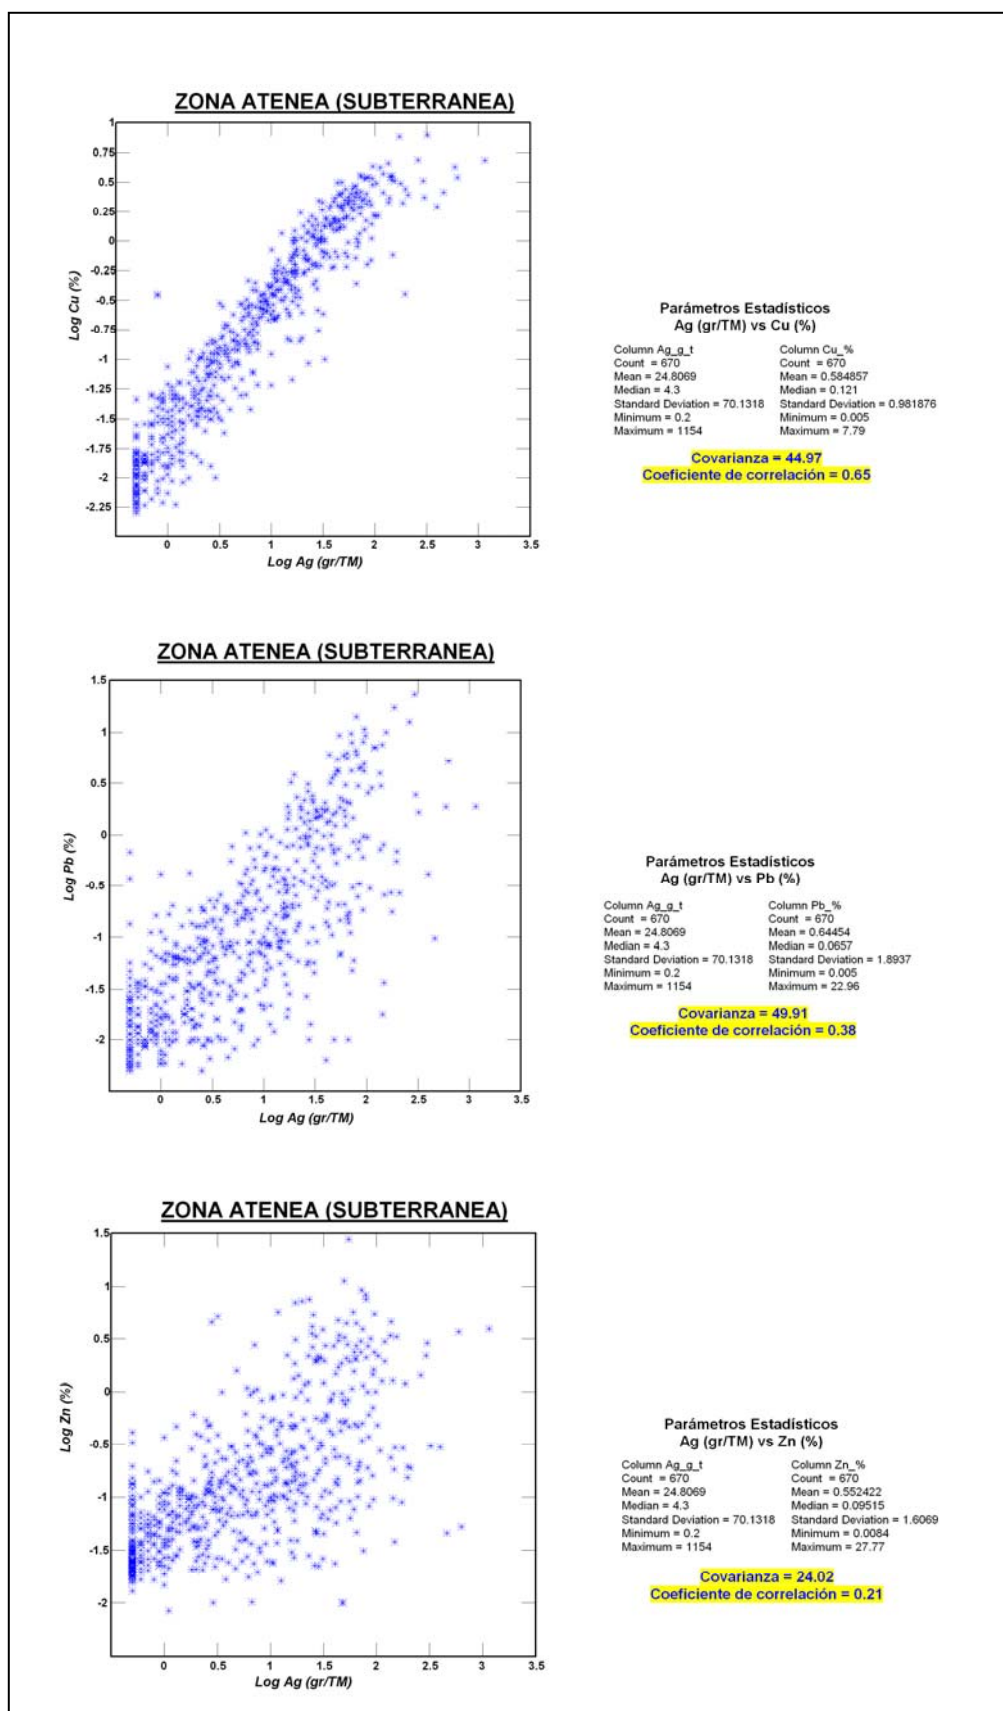 ZONA ATENEA (SUBTERRANEA)
1
0.75
0.5
0.25
0
-0.25
-0.5
-0.75
-1
-1.25
-1.5
-1.75
-2
-2.25
Log Cu (%)
0 0.5 1 1.5 2 2.5 3 3.5
Log Ag (gr/TM)
Parámetros Estadísticos
Ag (gr/TM) vs Cu (%)
Column Ag_g_t Column Cu_%
Count = 670 Count = 670
Mean = 24.8069 Mean = 0.584857
Median = 4.3 Median = 0.121
Standard Deviation = 70.1318 Standard Deviation = 0.981876
Minimum = 0.2 Minimum = 0.005
Maximum = 1154 Maximum = 7.79
Covarianza = 44.97
Coeficiente de correlación = 0.65
ZONA ATENEA (SUBTERRANEA)
1.5
1
0.5
0
-0.5
-1
-1.5
-2
Log Pb (%)
0 0.5 1 1.5 2 2.5 3 3.5
Log Ag (gr/TM)
Parámetros Estadísticos
Ag (gr/TM) vs Pb (%)
Column Ag_g_t Column Pb_%
Count = 670 Count = 670
Mean = 24.8069 Mean = 0.64454
Median = 4.3 Median = 0.0657
Standard Deviation = 70.1318 Standard Deviation = 1.8937
Minimum = 0.2 Minimum = 0.005
Maximum = 1154 Maximum = 22.96
Covarianza = 49.91
Coeficiente de correlación = 0.38
ZONA ATENEA (SUBTERRANEA)
1.5
1
0.5
0
-0.5
-1
-1.5
-2
Log Zn (%)
0 0.5 1 1.5 2 2.5 3 3.5
Log Ag (gr/TM)
Parámetros Estadísticos
Ag (gr/TM) vs Zn (%)
Column Ag_g_t Column Zn_%
Count = 670 Count = 670
Mean = 24.8069 Mean = 0.552422
Median = 4.3 Median = 0.09515
Standard Deviation = 70.1318 Standard Deviation = 1.6069
Minimum = 0.2 Minimum = 0.0084
Maximum = 1154 Maximum = 27.77
Covarianza = 24.02
Coeficiente de correlación = 0.21